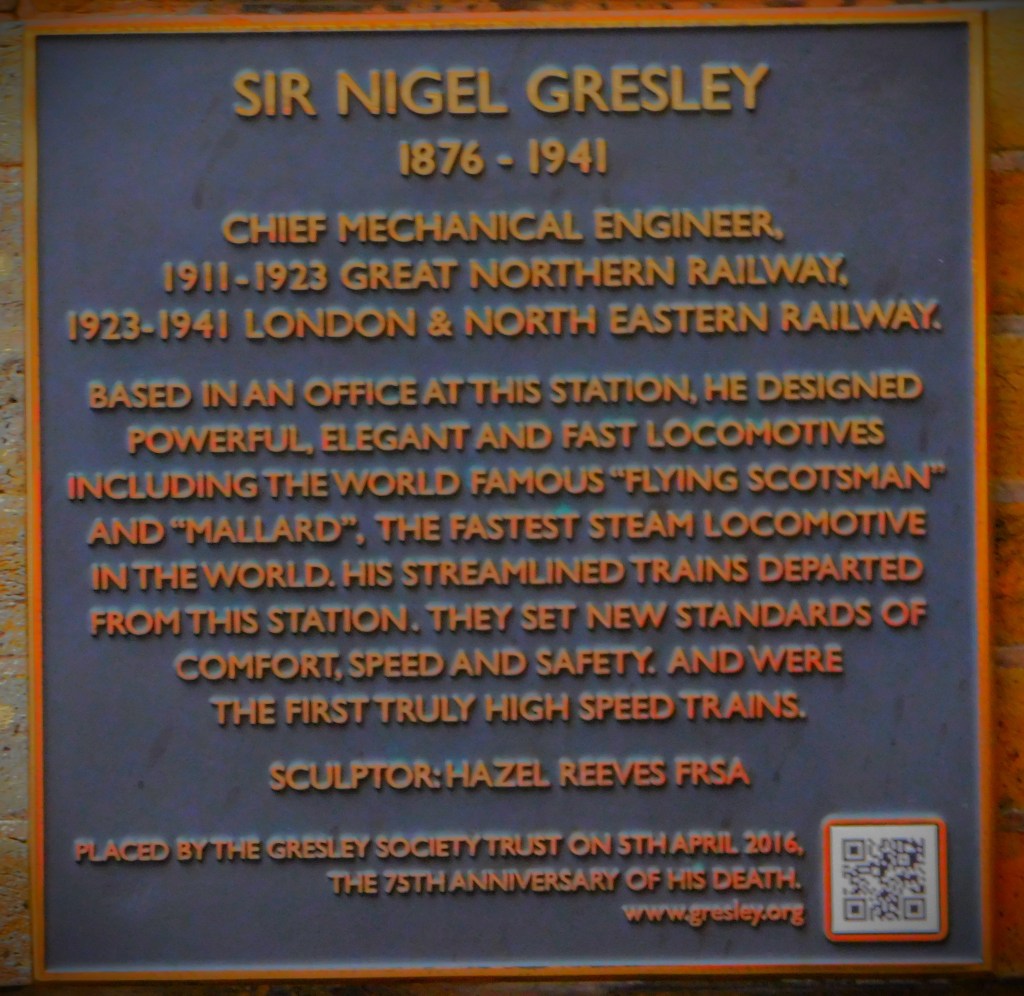 SIR NIGEL GRESLEY
1876 - 1941
CHIEF MECHANICAL ENGINEER,
1911-1923 GREAT NORTHERN RAILWAY,
1923-1941 LONDON & NORTH EASTERN RAILWAY.
BASED IN AN OFFICE AT THIS STATION, HE DESIGNED
POWERFUL, ELEGANT AND FAST LOCOMOTIVES
INCLUDING THE WORLD FAMOUS “FLYING SCOTSMAN”
AND “MALLARD”, THE FASTEST STEAM LOCOMOTIVE
IN THE WORLD. HIS STREAMLINED TRAINS DEPARTED
FROM THIS STATION. THEY SET NEW STANDARDS OF
COMFORT, SPEED AND SAFETY. AND WERE
THE FIRST TRULY HIGH SPEED TRAINS.
SCULPTOR: HAZEL REEVES FRSA
PLACED BY THE GRESLEY SOCIETY TRUST ON 5TH APRIL 2016,
THE 75TH ANNIVERSARY OF HIS DEATH.
www.gresley.org